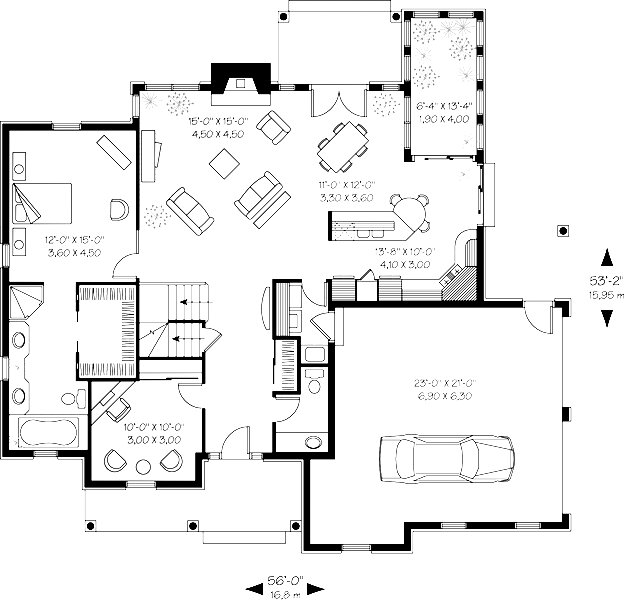 6'-4" X 13'-4"
1,90 X 4,00
15'-0" X 15'-0"
4,50 X 4,50
11'-0" X 12'-0"
3,30 X 3,60
12'-0" X 15'-0"
3,60 X 4,50
13'-8" X 10'-0"
4,10 X 3,00
53'-2"
15,95 m
23'-0" X 21'-0"
6,90 X 6,30
10'-0" X 10'-0"
3,00 X 3,00
56'-0"
16,8 m